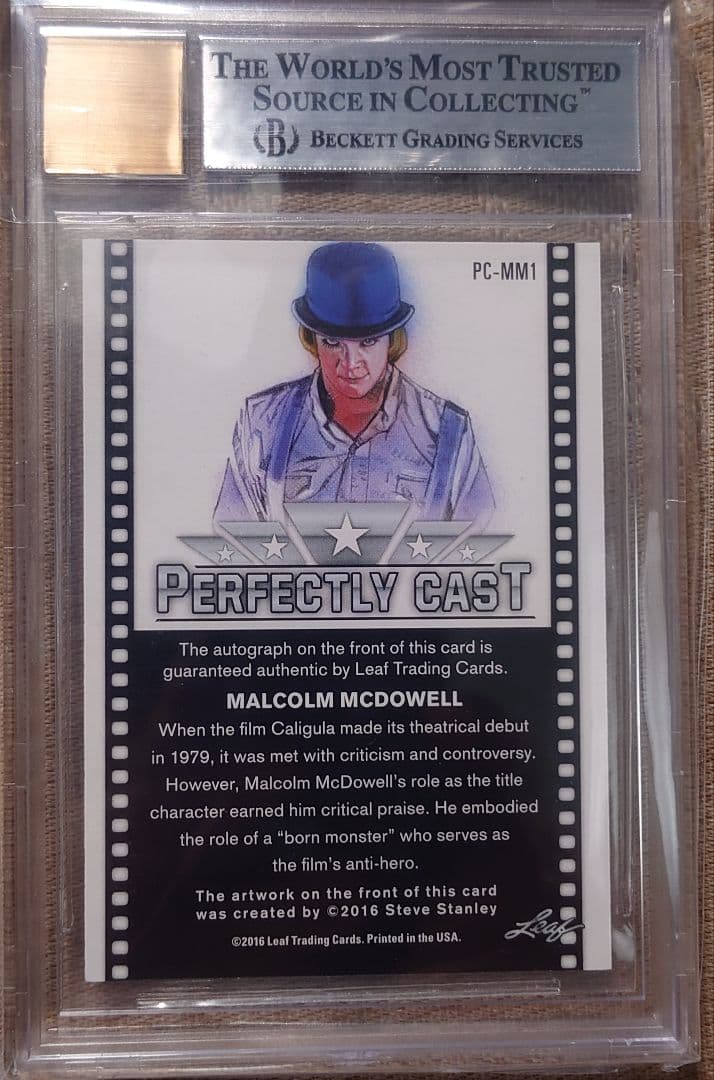 THE WORLD'S MOST TRUSTED
SOURCE IN COLLECTING™
B BECKETT GRADING SERVICES
PC-MM1
PERFECTLY CAST
The autograph on the front of this card is
guaranteed authentic by Leaf Trading Cards.
MALCOLM MCDOWELL
When the film Caligula made its theatrical debut
in 1979, it was met with criticism and controversy.
However, Malcolm McDowell's role as the title
character earned him critical praise. He embodied
the role of a “born monster” who serves as
the film's anti-hero.
The artwork on the front of this card
was created by ©2016 Steve Stanley
Leaf
©2016 Leaf Trading Cards. Printed in the USA.